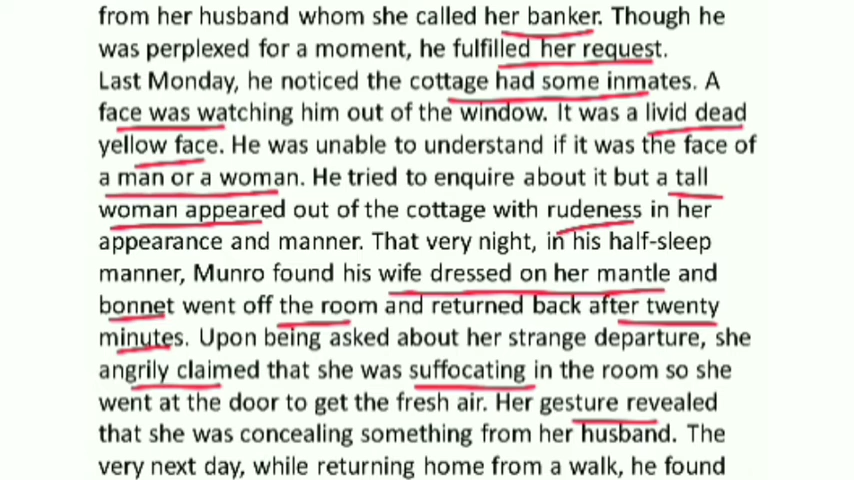 from her husband whom she called her banker. Though he
was perplexed for a moment, he fulfilled her request.
Last Monday, he noticed the cottage had some inmates. A
face was watching him out of the window. It was a livid dead
yellow face. He was unable to understand if it was the face of
a man or a woman. He tried to enquire about it but a tall
woman appeared out of the cottage with rudeness in her
appearance and manner. That very night, in his half-sleep
manner, Munro found his wife dressed on her mantle and
bonnet went off the room and returned back after twenty
minutes. Upon being asked about her strange departure, she
angrily claimed that she was suffocating in the room so she
went at the door to get the fresh air. Her gesture revealed
that she was concealing something from her husband. The
very next day, while returning home from a walk, he found